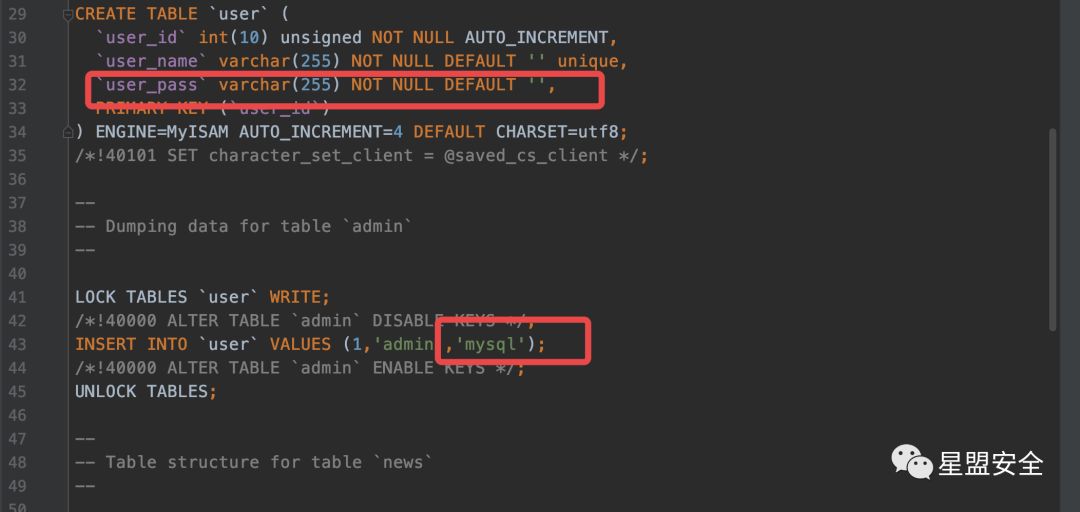 29 CREATE TABLE `user` (
30 `user_id` int(10) unsigned NOT NULL AUTO_INCREMENT,
31 `user_name` varchar(255) NOT NULL DEFAULT '' unique,
32 `user_pass` varchar(255) NOT NULL DEFAULT '',
33 PRIMARY KEY (`user_id`)
34 ) ENGINE=MyISAM AUTO_INCREMENT=4 DEFAULT CHARSET=utf8;
35 /*!40101 SET character_set_client = @saved_cs_client */;
36
37 --
38 -- Dumping data for table `admin`
39 --
40
41 LOCK TABLES `user` WRITE;
42 /*!40000 ALTER TABLE `admin` DISABLE KEYS */;
43 INSERT INTO `user` VALUES (1,'admin','mysql');
44 /*!40000 ALTER TABLE `admin` ENABLE KEYS */;
45 UNLOCK TABLES;
46
47 --
48 -- Table structure for table `news`
49 --
50
星盟安全